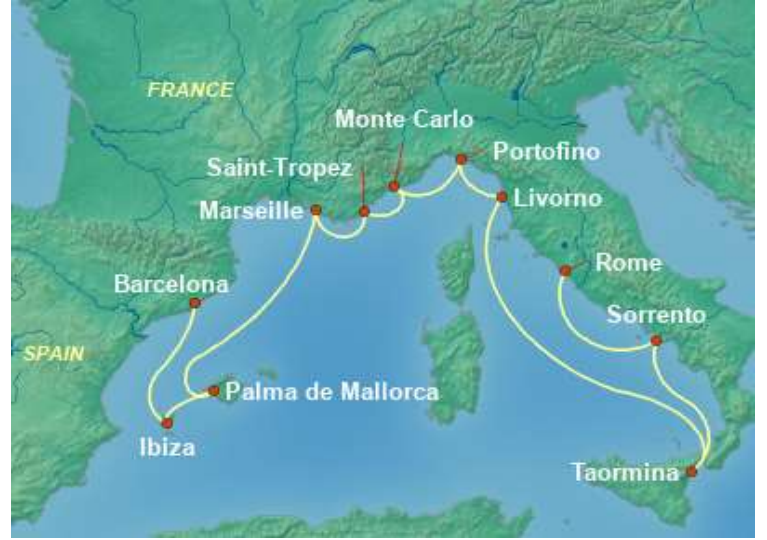 FRANCE
Monte Carlo
Portofino
Saint-Tropez
Livorno
Marseille
Rome
Barcelona
Sorrento
SPAIN
Palma de Mallorca
Ibiza
Taormina